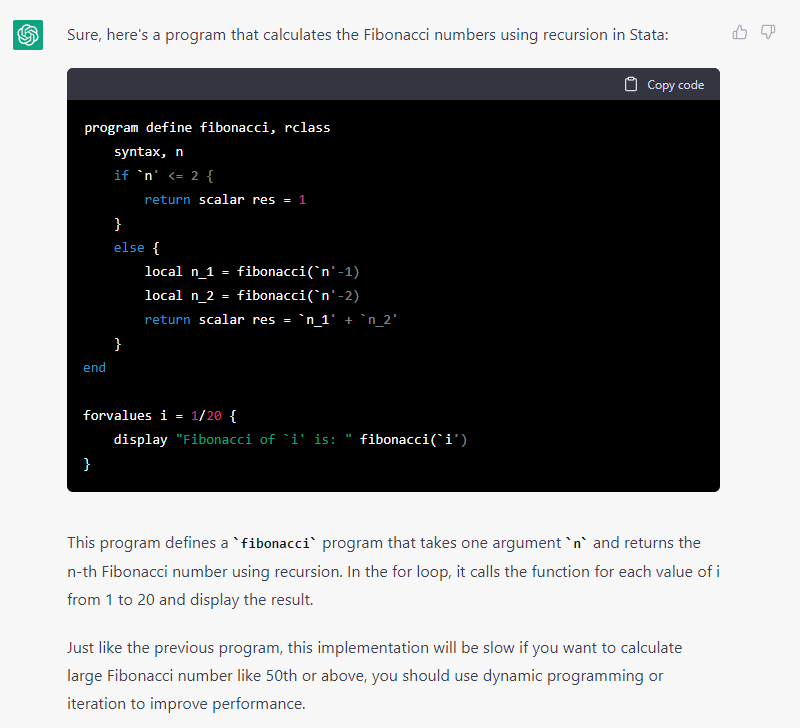 Sure, here's a program that calculates the Fibonacci numbers using recursion in Stata:
Copy code
program define fibonacci, rclass
    syntax, n
    if `n' <= 2 {
        return scalar res = 1
    }
    else {
        local n_1 = fibonacci(`n'-1)
        local n_2 = fibonacci(`n'-2)
        return scalar res = `n_1' + `n_2'
    }
end
forvalues i = 1/20 {
    display "Fibonacci of `i' is: " fibonacci(`i')
}
This program defines a `fibonacci` program that takes one argument `n` and returns the
n-th Fibonacci number using recursion. In the for loop, it calls the function for each value of i
from 1 to 20 and display the result.
Just like the previous program, this implementation will be slow if you want to calculate
large Fibonacci number like 50th or above, you should use dynamic programming or
iteration to improve performance.